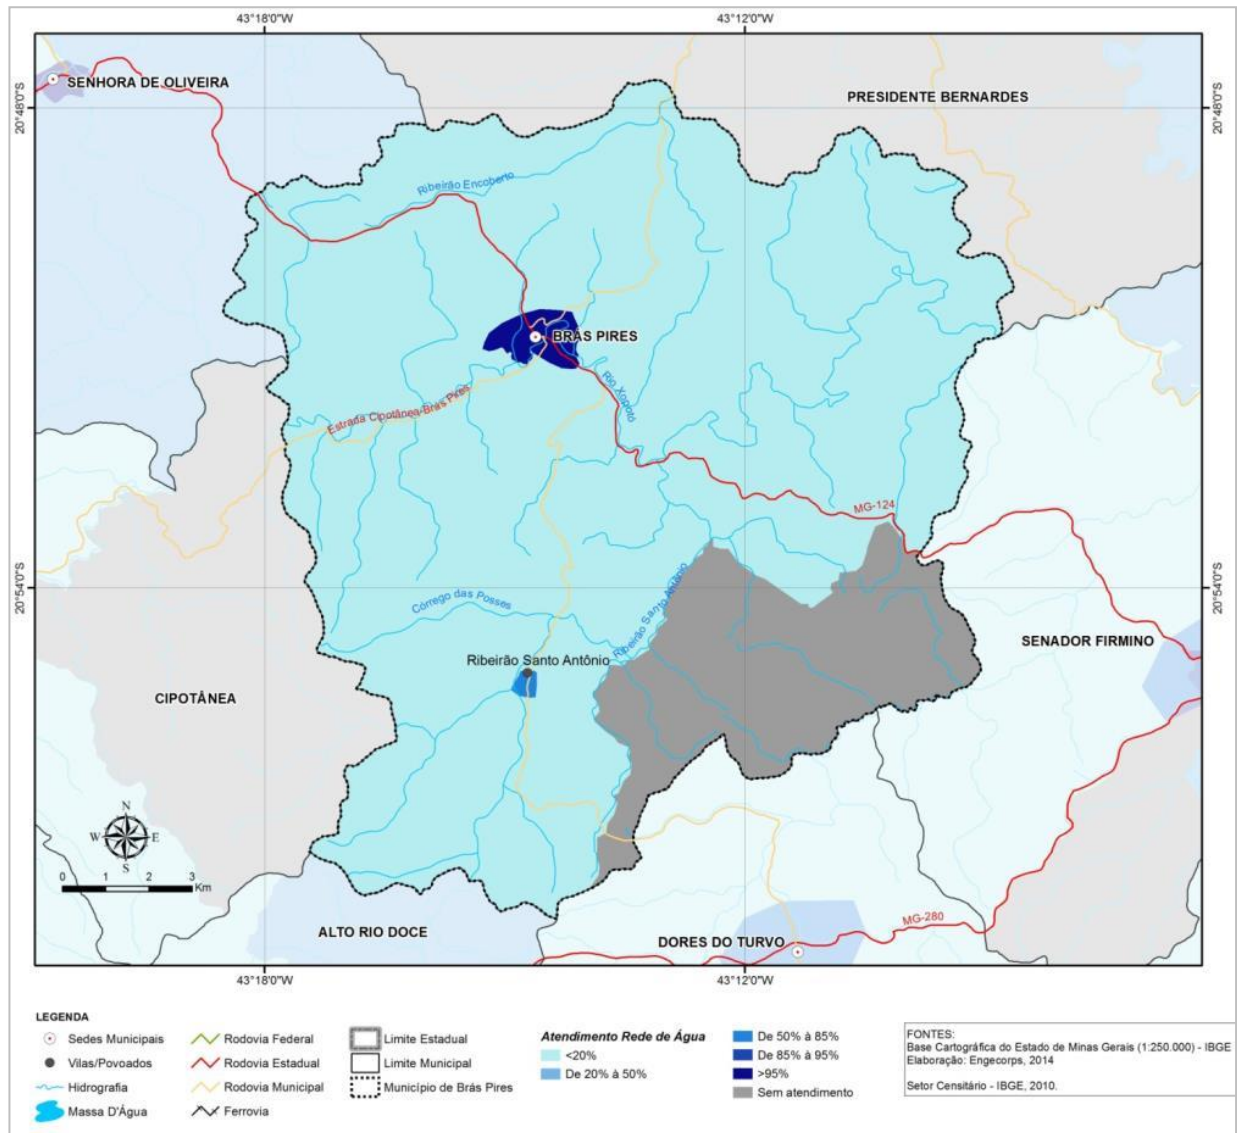 43°18'0"W
43°12'0"W
20°48'0"S
20°48'0"S
SENHORA DE OLIVEIRA
PRESIDENTE BERNARDES
Ribeirão Encoberto
BRÁS PIRES
Rio Xopotó
Estrada Cipotânea-Brás Pires
MG-124
20°54'0"S
20°54'0"S
Córrego das Posses
Ribeirão Santo Antônio
Ribeirão Santo Antônio
SENADOR FIRMINO
CIPOTÂNEA
N
W
E
S
0 1 2 3
Km
ALTO RIO DOCE
DORES DO TURVO
MG-280
43°18'0"W
43°12'0"W
LEGENDA
Sedes Municipais
Vilas/Povoados
Hidrografia
Massa D'Água
Rodovia Federal
Rodovia Estadual
Rodovia Municipal
Ferrovia
Límite Estadual
Limite Municipal
Município de Brás Pires
Atendimento Rede de Água
<20%
De 20% à 50%
De 50% à 85%
De 85% à 95%
>95%
Sem atendimento
FONTES:
Base Cartográfica do Estado de Minas Gerais (1:250.000) - IBGE
Elaboração: Engecorps, 2014
Setor Censitário - IBGE, 2010.